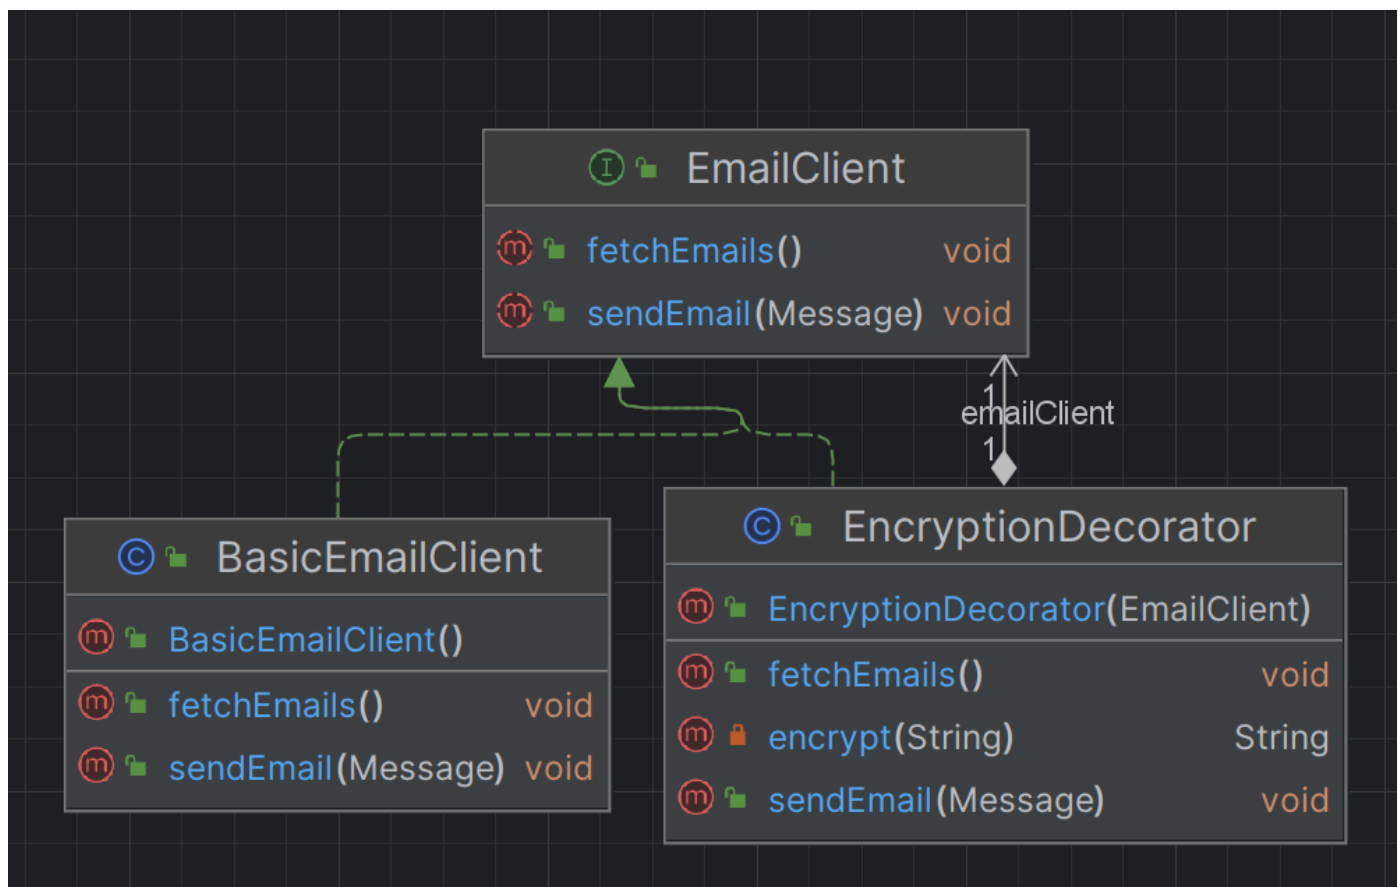 EmailClient
fetchEmails() void
sendEmail(Message) void
1
emailClient
1
BasicEmailClient
BasicEmailClient()
fetchEmails() void
sendEmail(Message) void
EncryptionDecorator
EncryptionDecorator(EmailClient)
fetchEmails() void
encrypt(String) String
sendEmail(Message) void